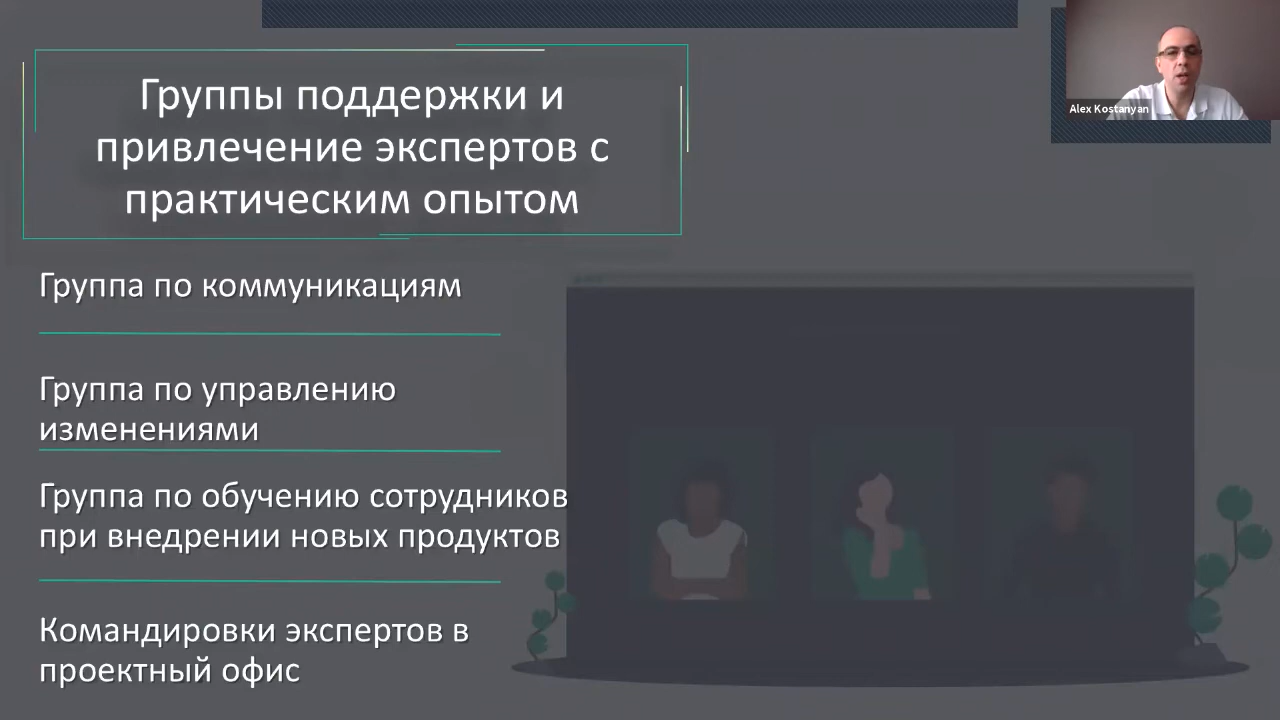 Группы поддержки и
привлечение экспертов с
практическим опытом
Alex Kostanyan
Группа по коммуникациям
Группа по управлению
изменениями
Группа по обучению сотрудников
при внедрении новых продуктов
Командировки экспертов в
проектный офис